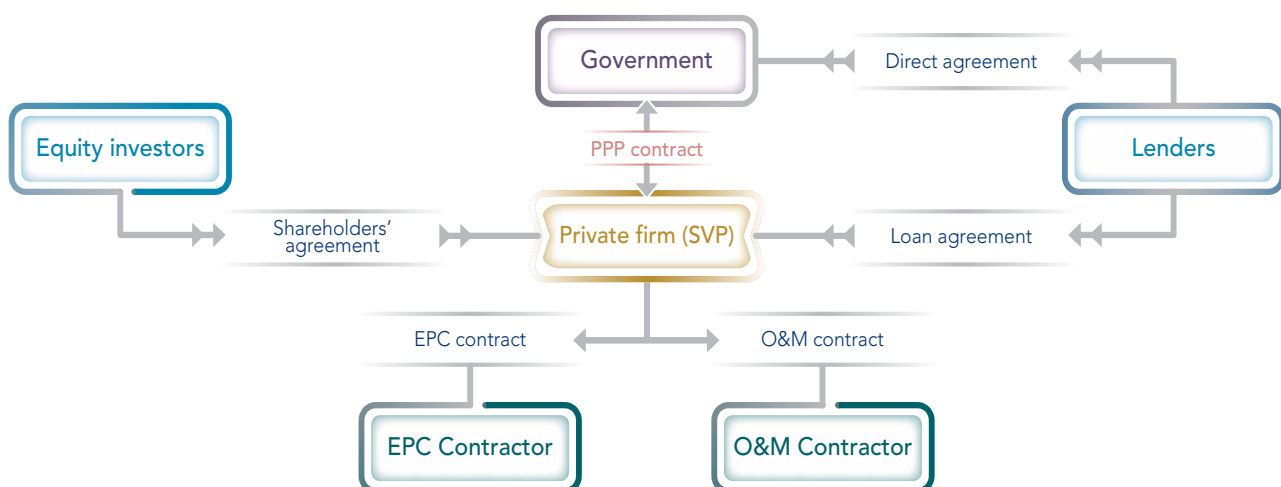 Government
Direct agreement
Equity investors
PPP contract
Lenders
Shareholders’
agreement
Private firm (SVP)
Loan agreement
EPC contract
O&M contract
EPC Contractor
O&M Contractor